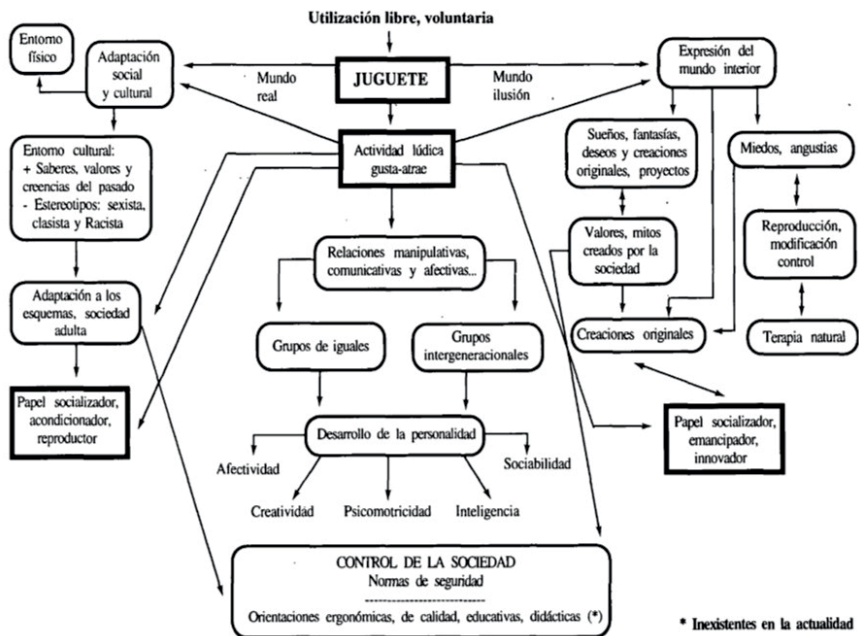 Utilización libre, voluntaria
Entorno
físico
Adaptación
social
y cultural
Mundo
real
JUGUETE
Mundo
ilusión
Expresión del
mundo interior
Entorno cultural:
+ Saberes, valores y
creencias del pasado
- Estereotipos: sexista,
clasista y Racista
Actividad lúdica
gusta-atrae
Sueños, fantasías,
deseos y creaciones
originales, proyectos
Miedos, angustias
Relaciones manipulativas,
comunicativas y afectivas...
Valores, mitos
creados por la
sociedad
Reproducción,
modificación
control
Adaptación a los
esquemas, sociedad
adulta
Grupos de iguales
Grupos
intergeneracionales
Creaciones originales
Terapia natural
Papel socializador,
acondicionador,
reproductor
Desarrollo de la personalidad
Papel socializador,
emancipador,
innovador
Afectividad
Creatividad
Psicomotricidad
Inteligencia
Sociabilidad
CONTROL DE LA SOCIEDAD
Normas de seguridad
Orientaciones ergonómicas, de calidad, educativas, didácticas (*)
* Inexistentes en la actualidad